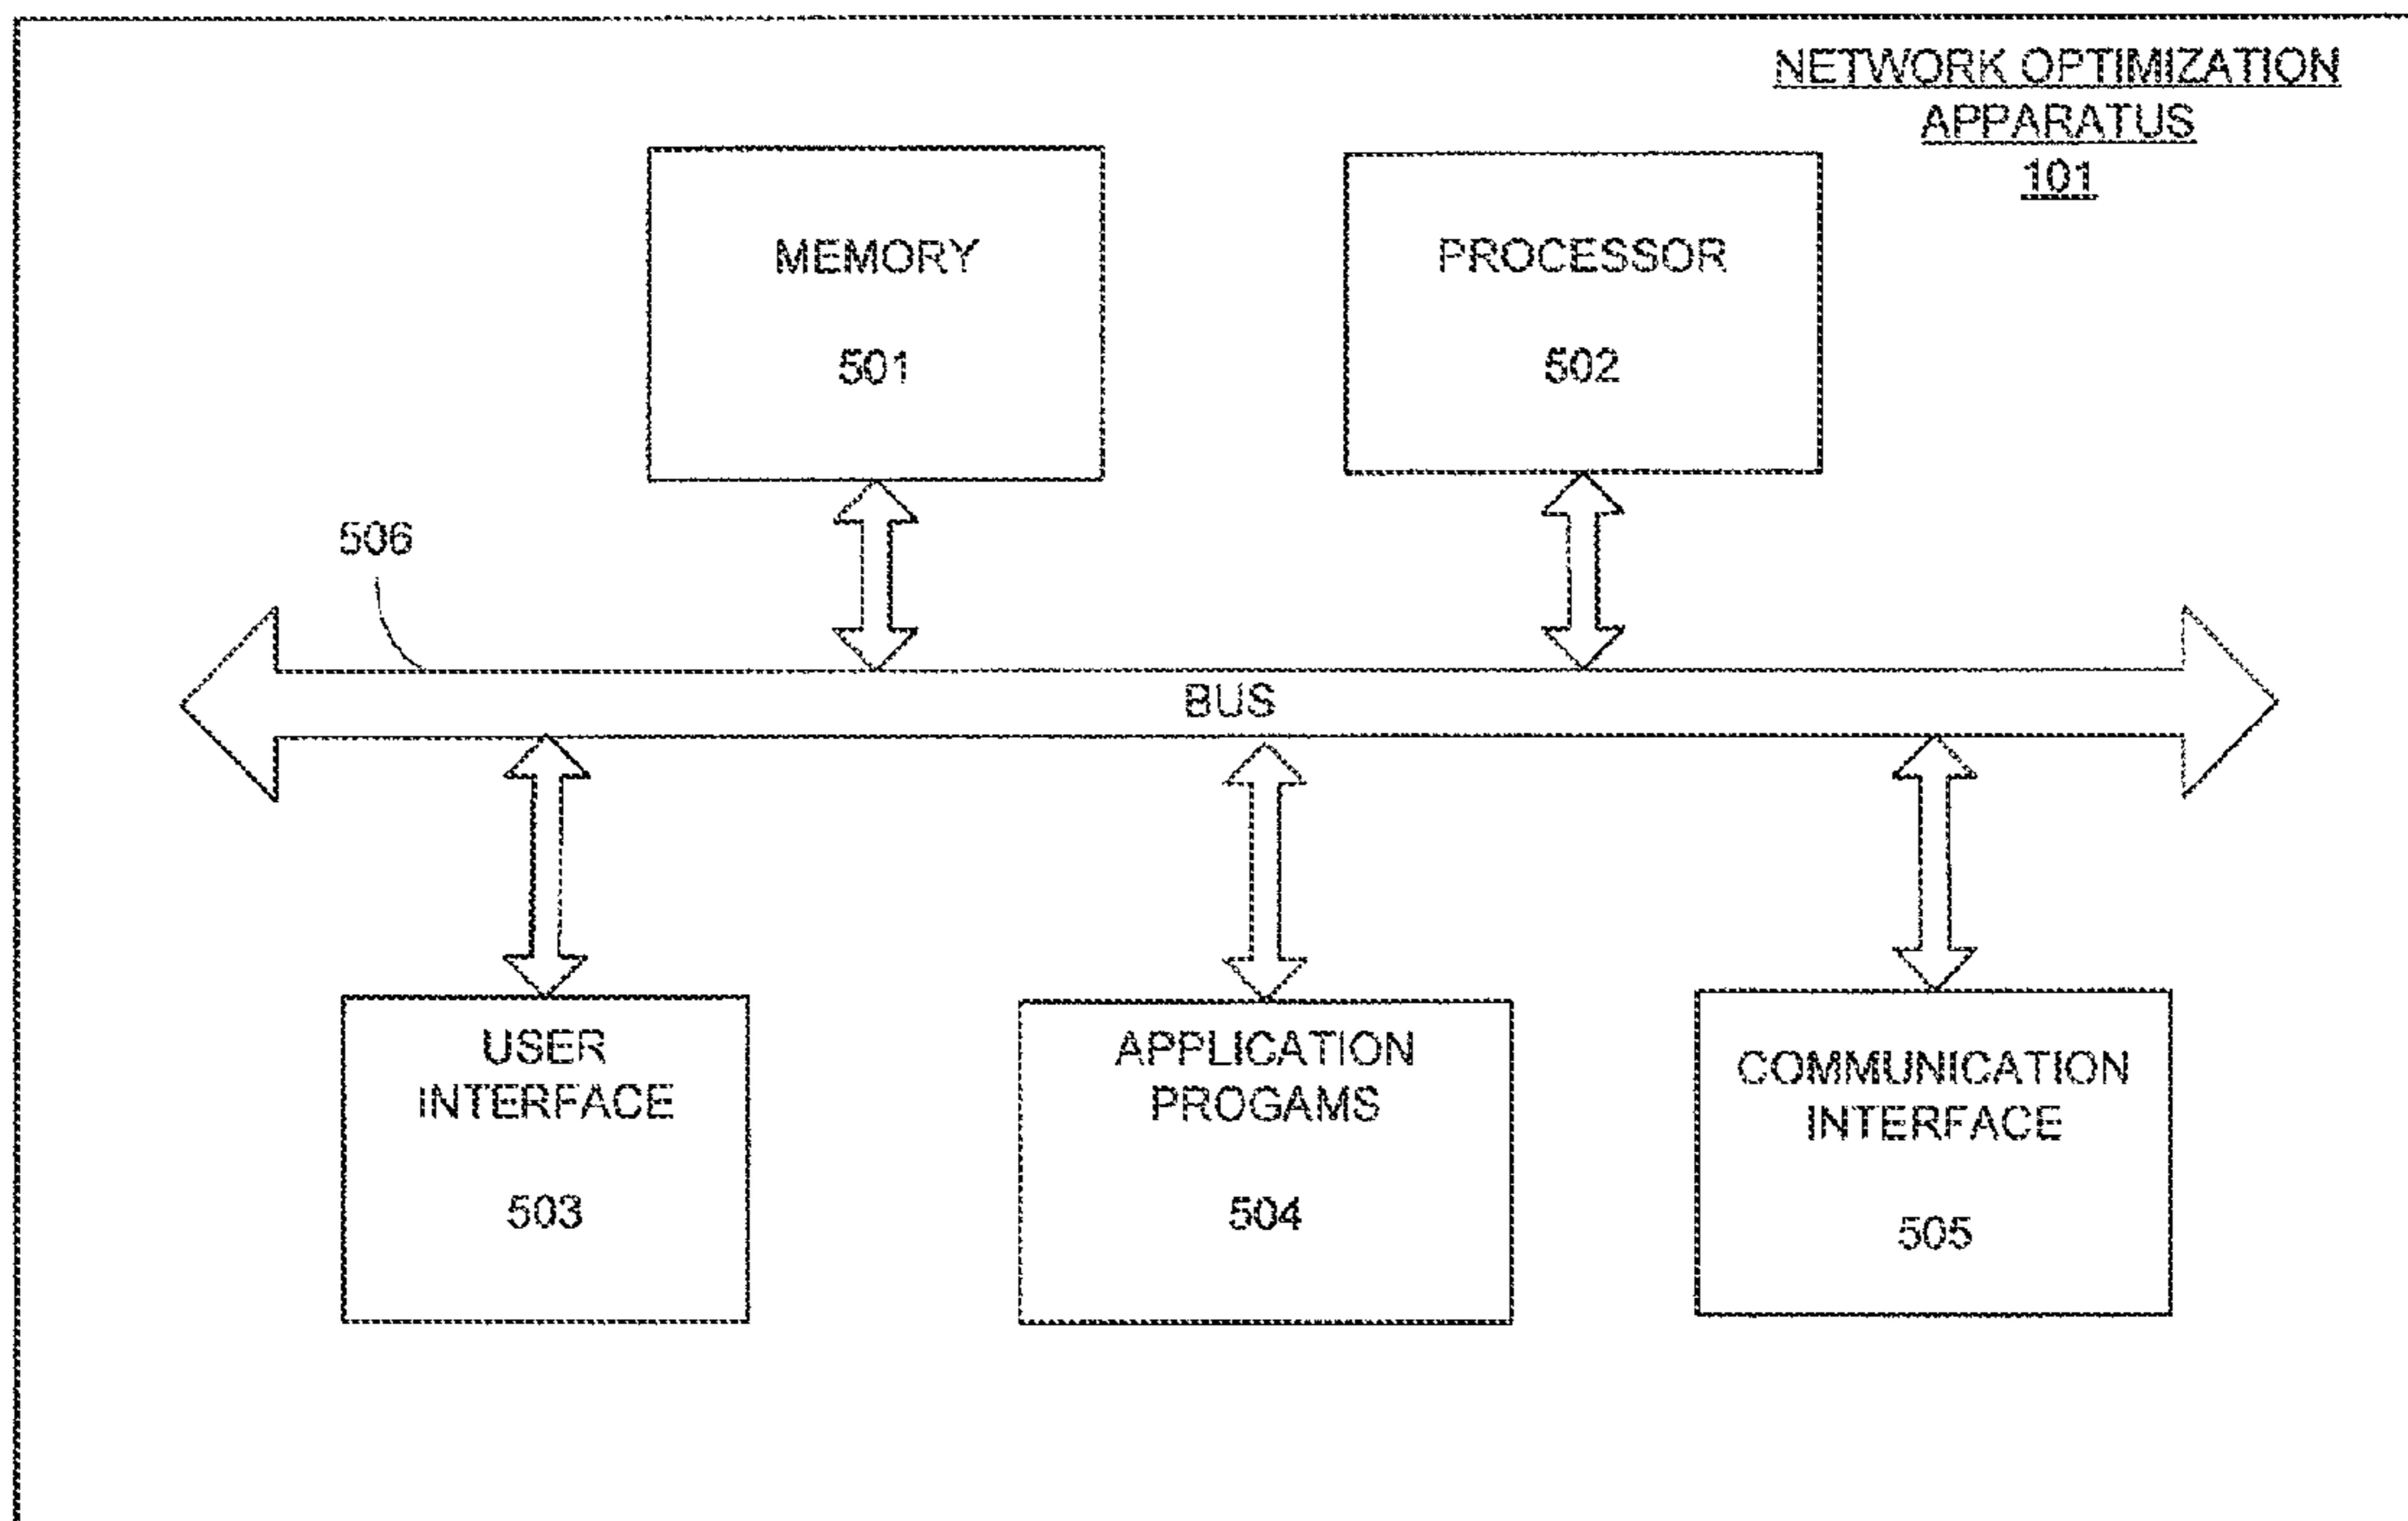 NETWORK OPTIMIZATION
APPARATUS
101
MEMORY
501
PROCESSOR
502
506
BUS
USER
INTERFACE
503
APPLICATION
PROGAMS
504
COMMUNICATION
INTERFACE
505